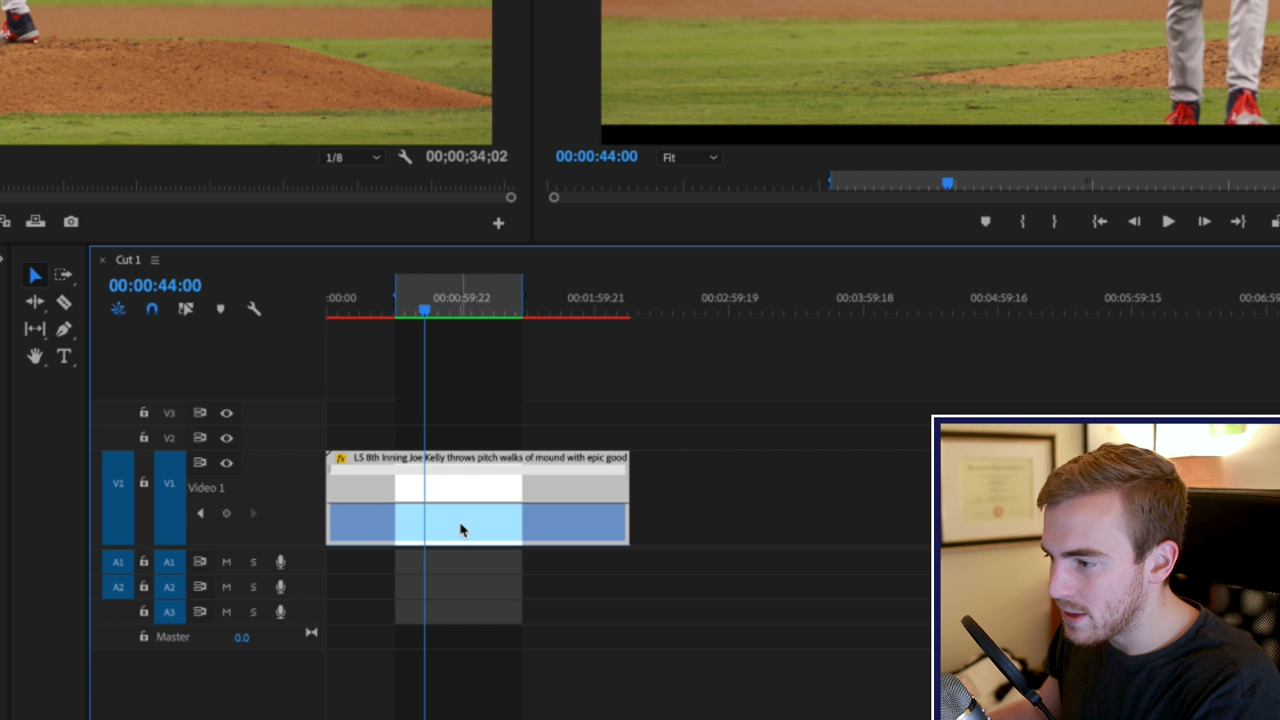 1/8
00;00;34;02
00:00:44:00
Fit
Cut 1
00:00:44:00
:00:00
00:00:59:22
00:01:59:21
00:02:59:19
00:03:59:18
00:04:59:16
00:05:59:15
00:06:59
V3
V2
fx LS 8th Inning Joe Kelly throws pitch walks of mound with epic good
V1
V1
Video 1
A1
A1
M
S
A2
A2
M
S
A3
M
S
Master
0.0